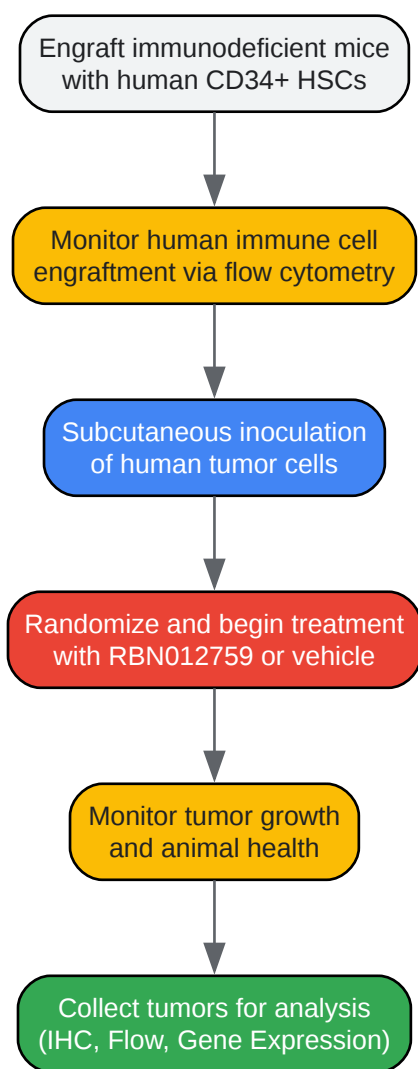 Engraft immunodeficient mice
with human CD34+ HSCs
Monitor human immune cell
engraftment via flow cytometry
Subcutaneous inoculation
of human tumor cells
Randomize and begin treatment
with RBN012759 or vehicle
Monitor tumor growth
and animal health
Collect tumors for analysis
(IHC, Flow, Gene Expression)